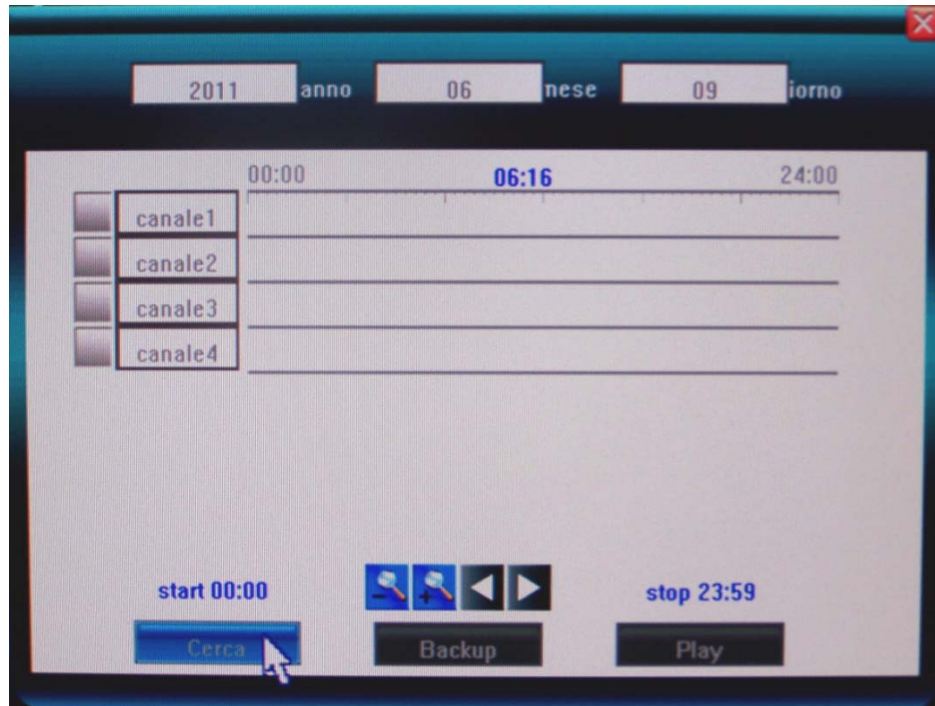 2011 anno 06 mese 09 iorno
00:00 06:16 24:00
canale1
canale2
canale3
canale4
start 00:00 stop 23:59
Cerca Backup Play